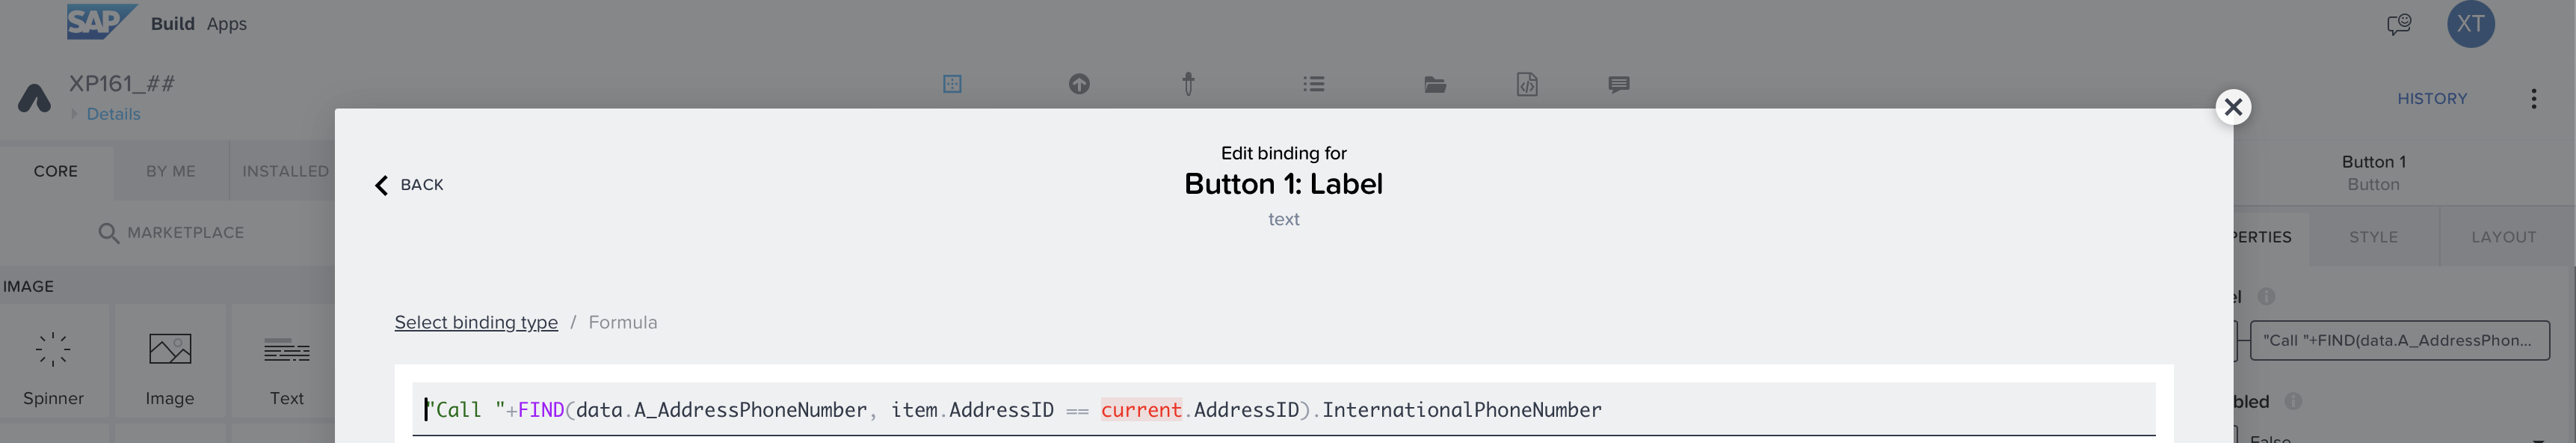 SAP Build Apps
XT
XP161_##
Details
HISTORY
CORE
BY ME
INSTALLED
MARKETPLACE
IMAGE
Spinner
Image
Text
Edit binding for
BACK
Button 1: Label
text
Select binding type / Formula
"Call "+FIND(data.A_AddressPhoneNumber, item.AddressID == current.AddressID).InternationalPhoneNumber
Button 1
Button
PERTIES
STYLE
LAYOUT
el
"Call "+FIND(data.A_AddressPhon...
bled
False